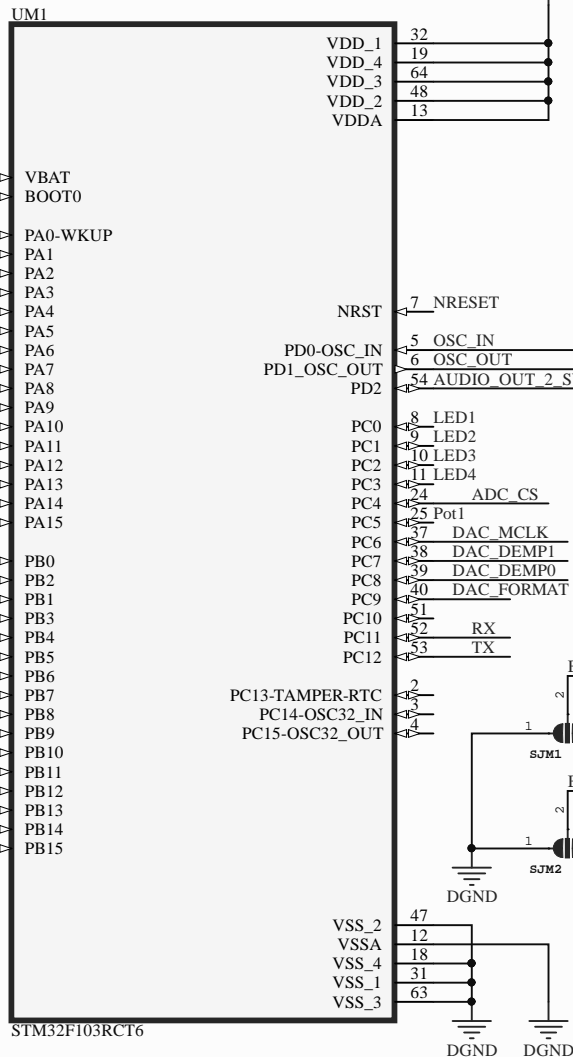 UM1
VDD_1 32
VDD_4 19
VDD_3 64
VDD_2 48
VDDA 13
VBAT
BOOT0
PA0-WKUP
PA1
PA2
PA3
PA4 NRST 7 NRESET
PA5
PA6 PD0-OSC_IN 5 OSC_IN
PA7 PD1_OSC_OUT 6 OSC_OUT
PA8 PD2 54 AUDIO_OUT_2_S
PA9
PA10 PC0 8 LED1
PA11 PC1 9 LED2
PA12 PC2 10 LED3
PA13 PC3 11 LED4
PA14 PC4 24 ADC_CS
PA15 PC5 25 Pot1
PC6 37 DAC_MCLK
PB0 PC7 38 DAC_DEMP1
PB2 PC8 39 DAC_DEMP0
PB1 PC9 40 DAC_FORMAT
PB3 PC10 51
PB4 PC11 52 RX
PB5 PC12 53 TX
PB6
PB7 PC13-TAMPER-RTC 2 2
PB8 PC14-OSC32_IN 3
PB9 PC15-OSC32_OUT 4 1
PB10 SJM1
PB11
PB12
PB13 2
PB14
PB15 1
SJM2
DGND
VSS_2 47
VSSA 12
VSS_4 18
VSS_1 31
VSS_3 63
STM32F103RCT6
DGND DGND